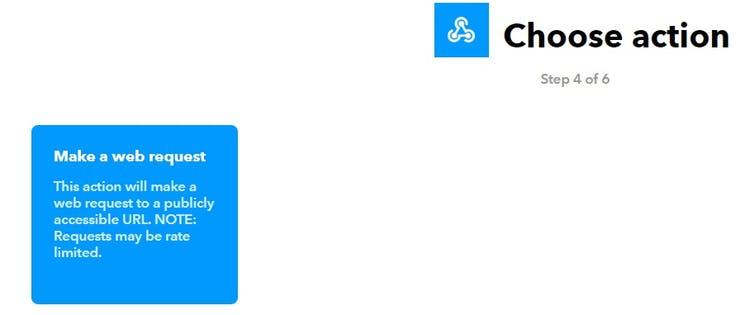 Choose action
Step 4 of 6
Make a web request
This action will make a
web request to a publicly
accessible URL. NOTE:
Requests may be rate
limited.